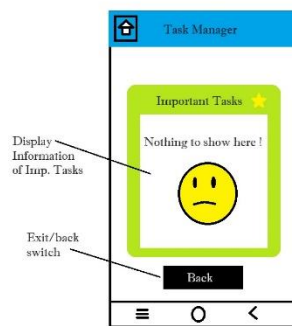 Task Manager
Important Tasks
Nothing to show here !
Display
Information
of Imp. Tasks
Exit/back
switch
Back